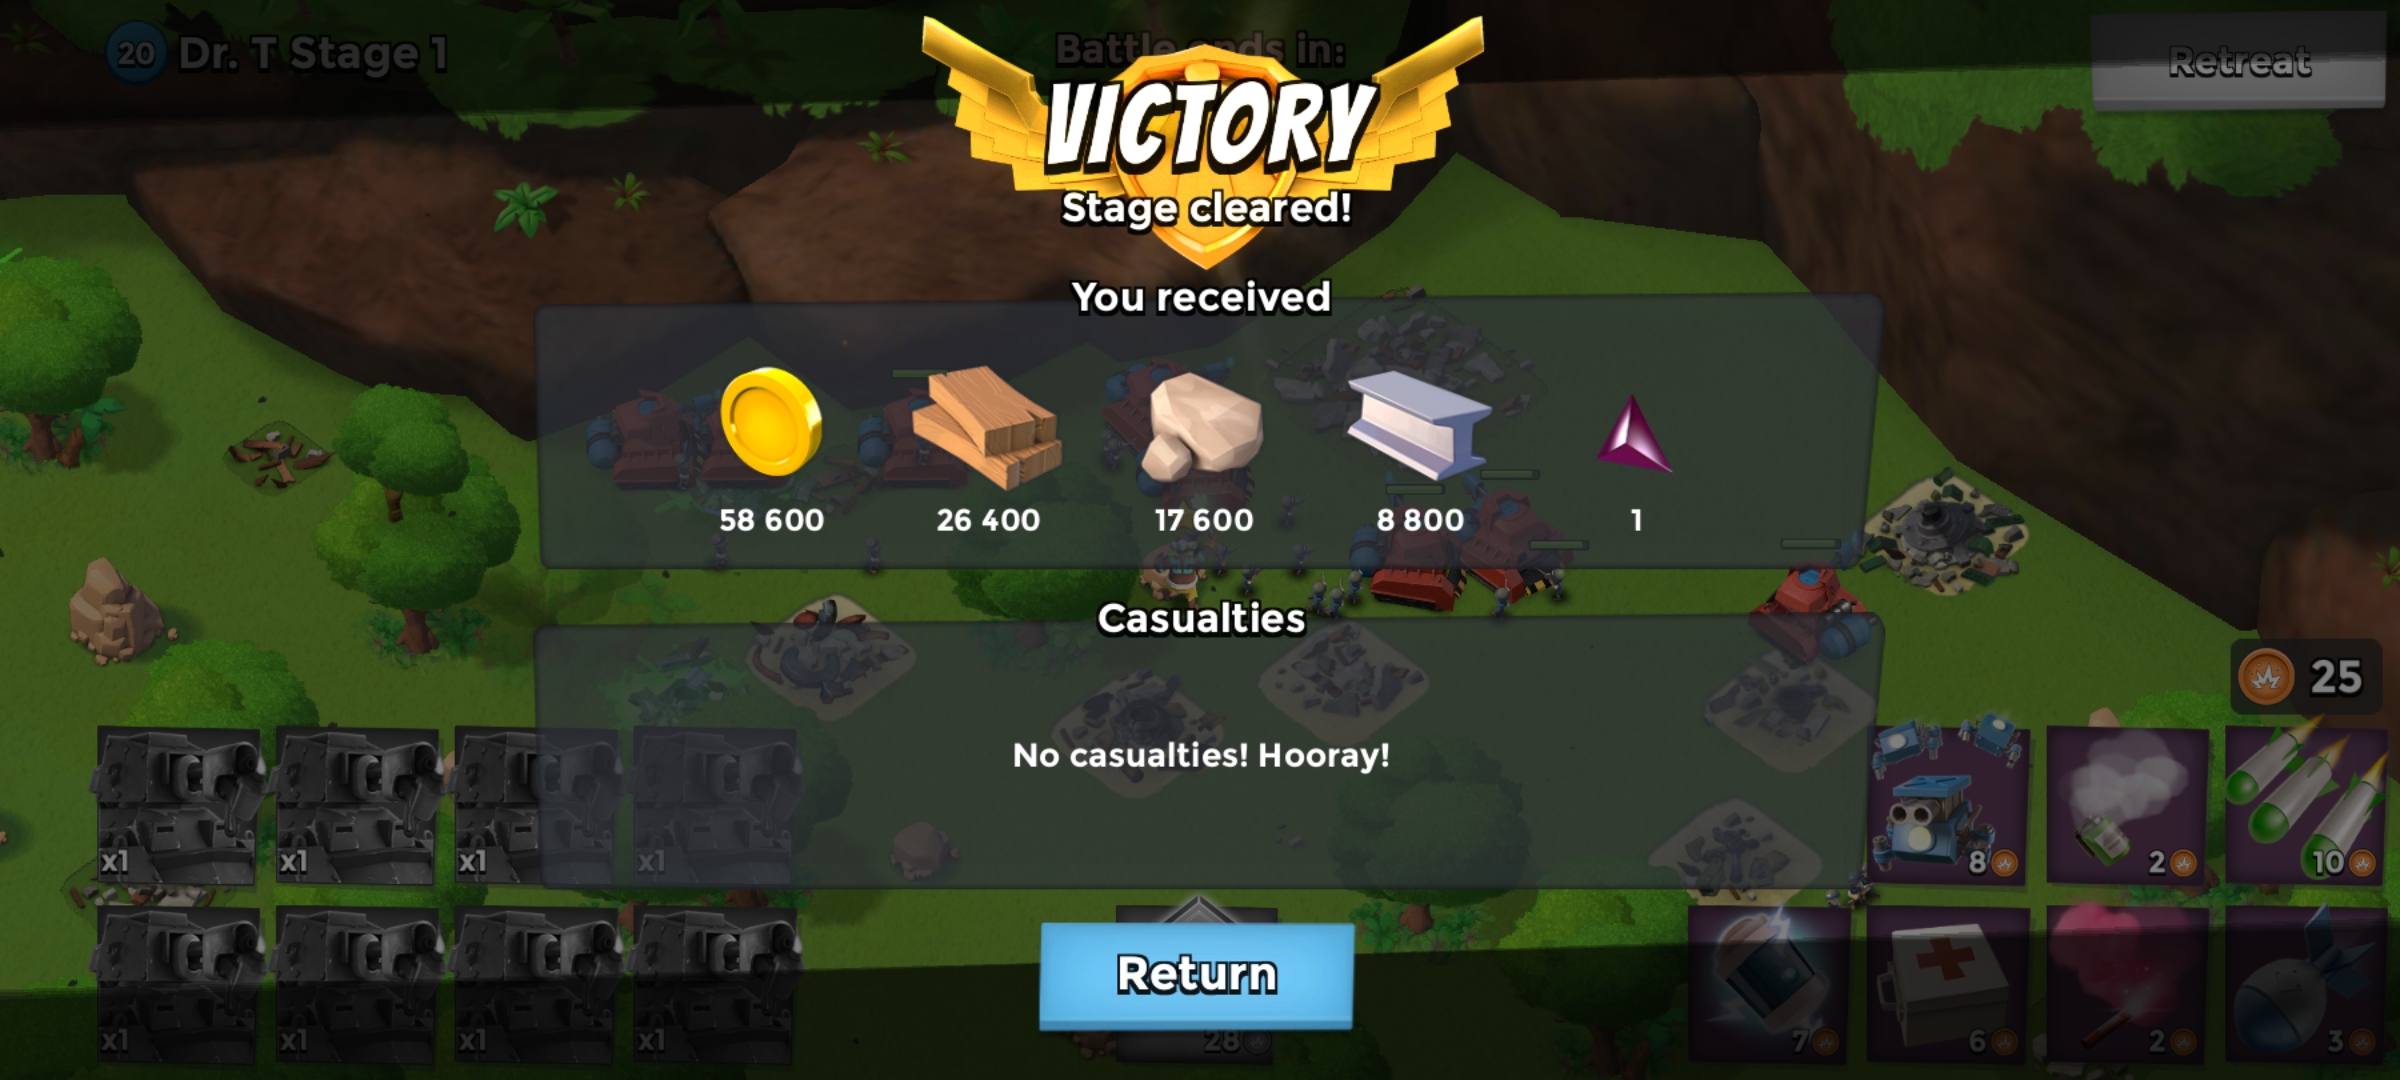 20 Dr. T Stage 1
Battle ends in:
Retreat
VICTORY
Stage cleared!
You received
58 600
26 400
17 600
8 800
1
Casualties
No casualties! Hooray!
25
x1
x1
x1
x1
8
2
10
x1
x1
x1
x1
Return
28
7
6
2
3